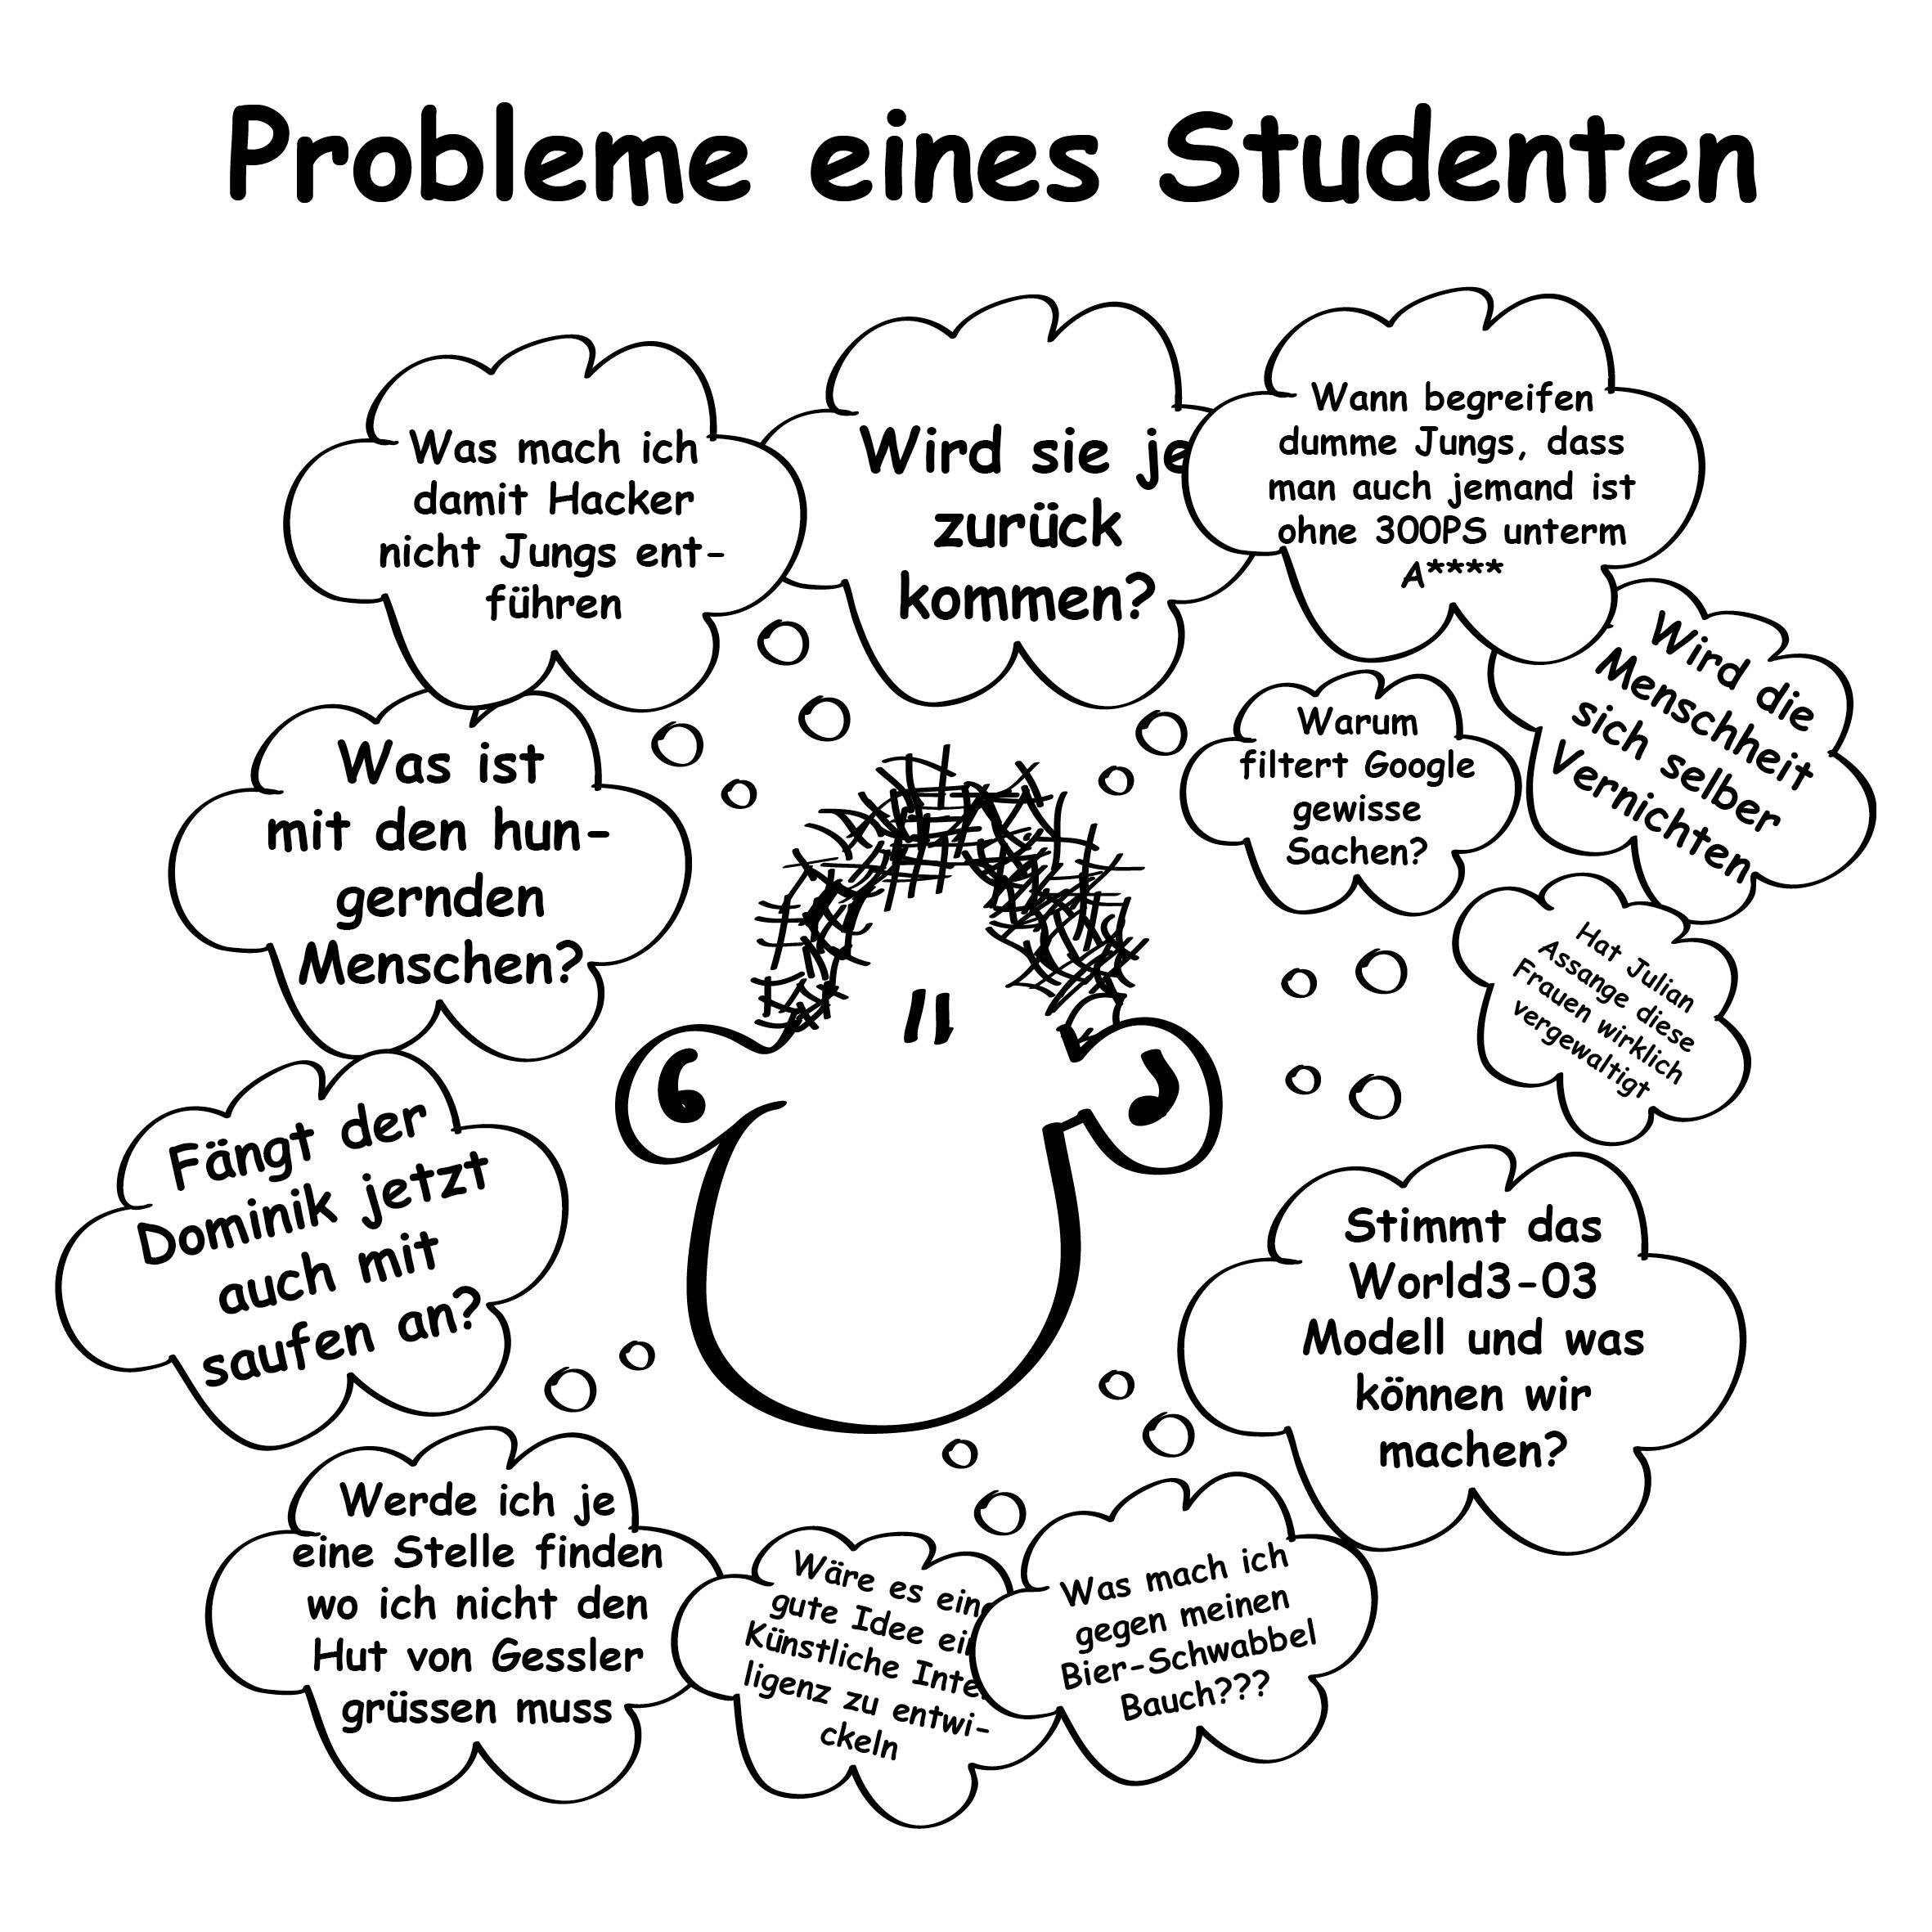 Probleme eines Studenten
Was mach ich
damit Hacker
nicht Jungs ent-
führen
Wird sie je
zurück
kommen?
Wann begreifen
dumme Jungs, dass
man auch jemand ist
ohne 300PS unterm
A****
Wird die
Menschheit
sich selber
Vernichten
Warum
filtert Google
gewisse
Sachen?
Was ist
mit den hun-
gernden
Menschen?
Hat Julian
Assange diese
Frauen wirklich
vergewaltigt
Fängt der
Dominik jetzt
auch mit
saufen an?
Stimmt das
World3-03
Modell und was
können wir
machen?
Werde ich je
eine Stelle finden
wo ich nicht den
Hut von Gessler
grüssen muss
Wäre es ein
gute Idee ei
Künstliche Inte
ligenz zu entwi-
ckeln
Was mach ich
gegen meinen
Bier-Schwabbel
Bauch???